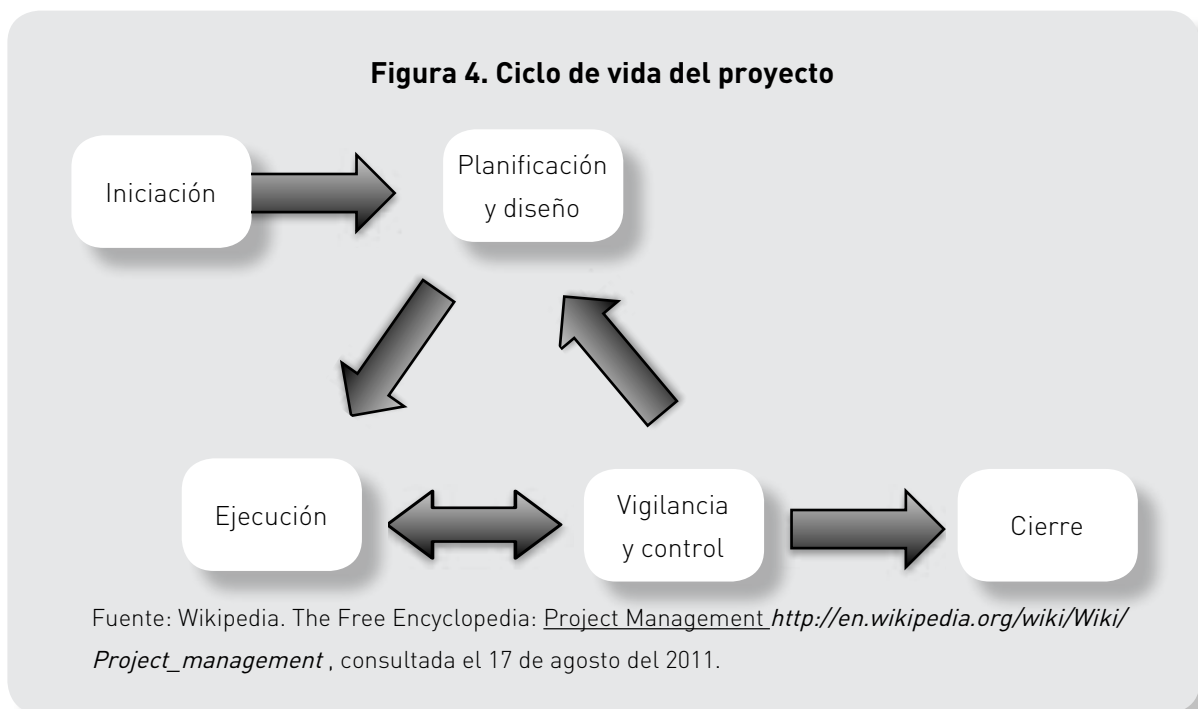 Figura 4. Ciclo de vida del proyecto
Iniciación
Planificación
y diseño
Ejecución
Vigilancia
y control
Cierre
Fuente: Wikipedia. The Free Encyclopedia: Project Management http://en.wikipedia.org/wiki/Wiki/
Project_management , consultada el 17 de agosto del 2011.